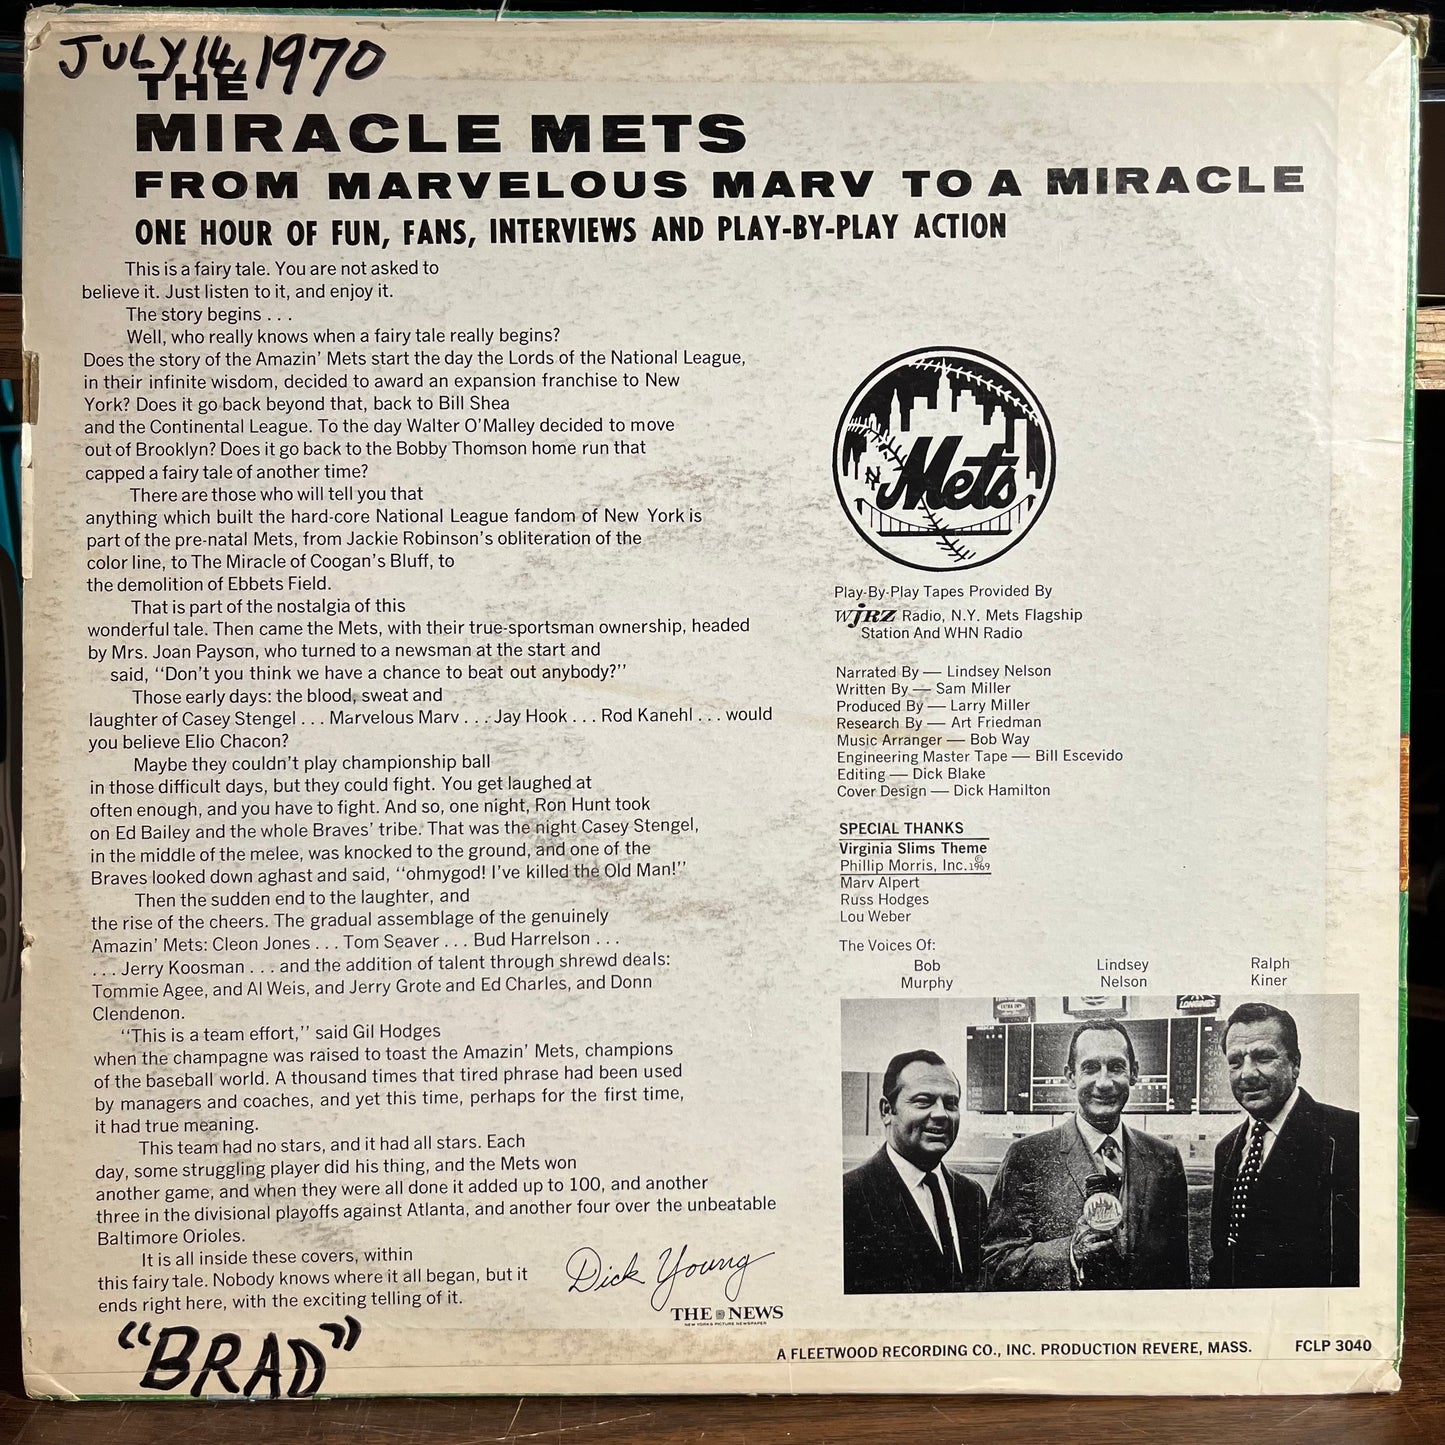 JULY 14, 1970
THE
MIRACLE METS
FROM MARVELOUS MARV TO A MIRACLE
ONE HOUR OF FUN, FANS, INTERVIEWS AND PLAY-BY-PLAY ACTION
This is a fairy tale. You are not asked to
believe it. Just listen to it, and enjoy it.
The story begins . . .
Well, who really knows when a fairy tale really begins?
Does the story of the Amazin' Mets start the day the Lords of the National League,
in their infinite wisdom, decided to award an expansion franchise to New
York? Does it go back beyond that, back to Bill Shea
and the Continental League. To the day Walter O'Malley decided to move
out of Brooklyn? Does it go back to the Bobby Thomson home run that
capped a fairy tale of another time?
There are those who will tell you that
anything which built the hard-core National League fandom of New York is
part of the pre-natal Mets, from Jackie Robinson's obliteration of the
color line, to The Miracle of Coogan's Bluff, to
the demolition of Ebbets Field.
That is part of the nostalgia of this
wonderful tale. Then came the Mets, with their true-sportsman ownership, headed
by Mrs. Joan Payson, who turned to a newsman at the start and
said, "Don't you think we have a chance to beat out anybody?"
Those early days: the blood, sweat and
laughter of Casey Stengel . . . Marvelous Marv . . . Jay Hook . . . Rod Kanehl . . . would
you believe Elio Chacon?
Maybe they couldn't play championship ball
in those difficult days, but they could fight. You get laughed at
often enough, and you have to fight. And so, one night, Ron Hunt took
on Ed Bailey and the whole Braves' tribe. That was the night Casey Stengel,
in the middle of the melee, was knocked to the ground, and one of the
Braves looked down aghast and said, "ohmygod! I've killed the Old Man!"
Then the sudden end to the laughter, and
the rise of the cheers. The gradual assemblage of the genuinely
Amazin' Mets: Cleon Jones . . . Tom Seaver . . . Bud Harrelson . . .
. . . Jerry Koosman . . . and the addition of talent through shrewd deals:
Tommie Agee, and Al Weis, and Jerry Grote and Ed Charles, and Donn
Clendenon.
"This is a team effort," said Gil Hodges
when the champagne was raised to toast the Amazin' Mets, champions
of the baseball world. A thousand times that tired phrase had been used
by managers and coaches, and yet this time, perhaps for the first time,
it had true meaning.
This team had no stars, and it had all stars. Each
day, some struggling player did his thing, and the Mets won
another game, and when they were all done it added up to 100, and another
three in the divisional playoffs against Atlanta, and another four over the unbeatable
Baltimore Orioles.
It is all inside these covers, within
this fairy tale. Nobody knows where it all began, but it
ends right here, with the exciting telling of it.
Dick Young
THE NEWS
NEW YORK'S PICTURE NEWSPAPER
"BRAD"
NY
Mets
Play-By-Play Tapes Provided By
WJRZ Radio, N.Y. Mets Flagship
Station And WHN Radio
Narrated By — Lindsey Nelson
Written By — Sam Miller
Produced By — Larry Miller
Research By — Art Friedman
Music Arranger — Bob Way
Engineering Master Tape — Bill Escevido
Editing — Dick Blake
Cover Design — Dick Hamilton
SPECIAL THANKS
Virginia Slims Theme
Phillip Morris, Inc. © 1969
Marv Alpert
Russ Hodges
Lou Weber
The Voices Of:
Bob Murphy
Lindsey Nelson
Ralph Kiner
LONGINES
Mets
A FLEETWOOD RECORDING CO., INC. PRODUCTION REVERE, MASS. FCLP 3040